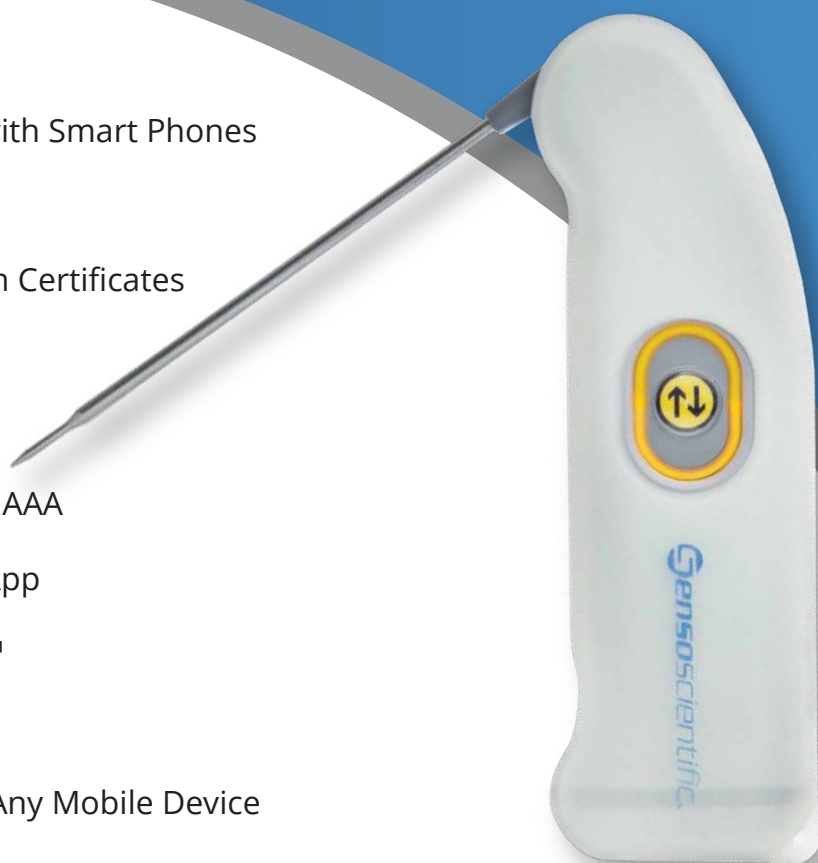 ith Smart Phones
Certificates
AAA
pp
Any Mobile Device
Sensoscientific